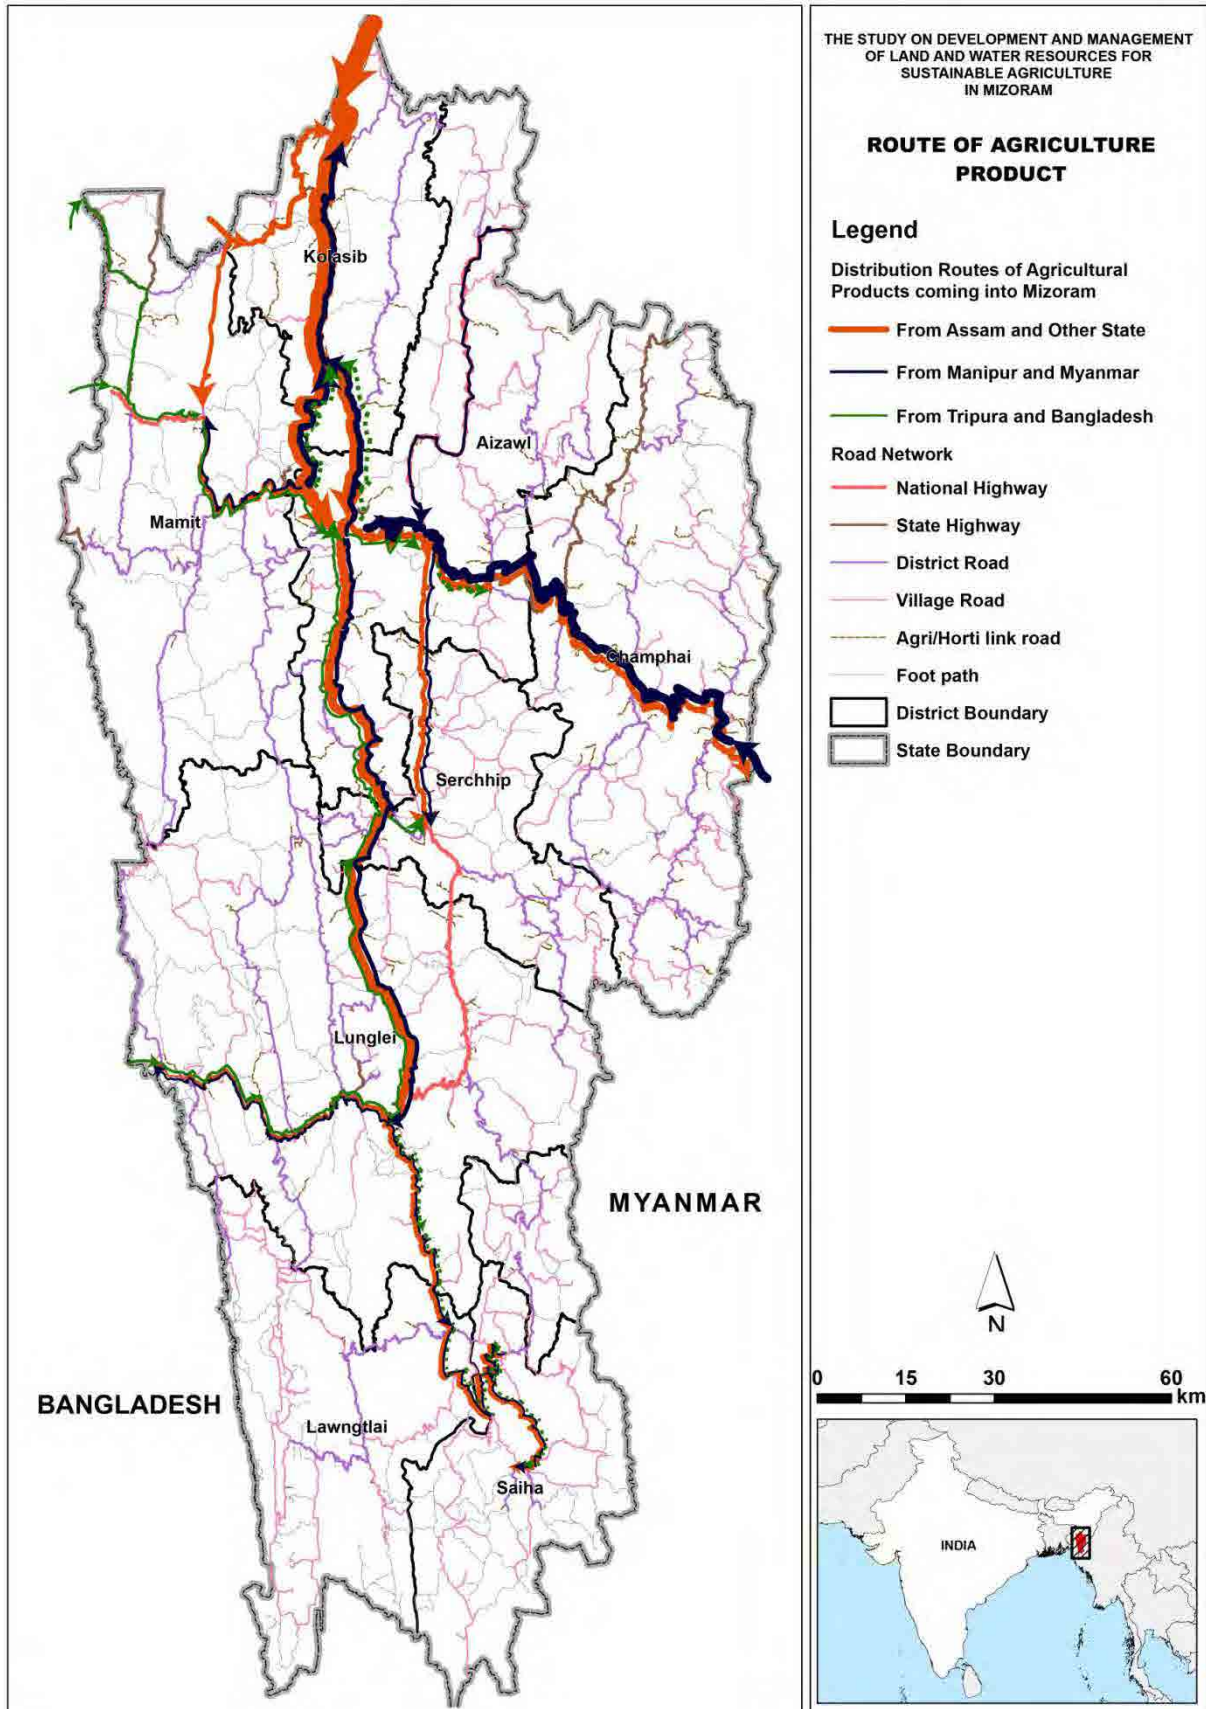 THE STUDY ON DEVELOPMENT AND MANAGEMENT
OF LAND AND WATER RESOURCES FOR
SUSTAINABLE AGRICULTURE
IN MIZORAM
ROUTE OF AGRICULTURE
PRODUCT
Legend
Distribution Routes of Agricultural
Products coming into Mizoram
From Assam and Other State
From Manipur and Myanmar
From Tripura and Bangladesh
Road Network
National Highway
State Highway
District Road
Village Road
Agri/Horti link road
Foot path
District Boundary
State Boundary
N
0 15 30 60
km
INDIA
Kolasib
Aizawl
Mamit
Champhai
Serchhip
Lunglei
MYANMAR
BANGLADESH
Lawngtlai
Saiha